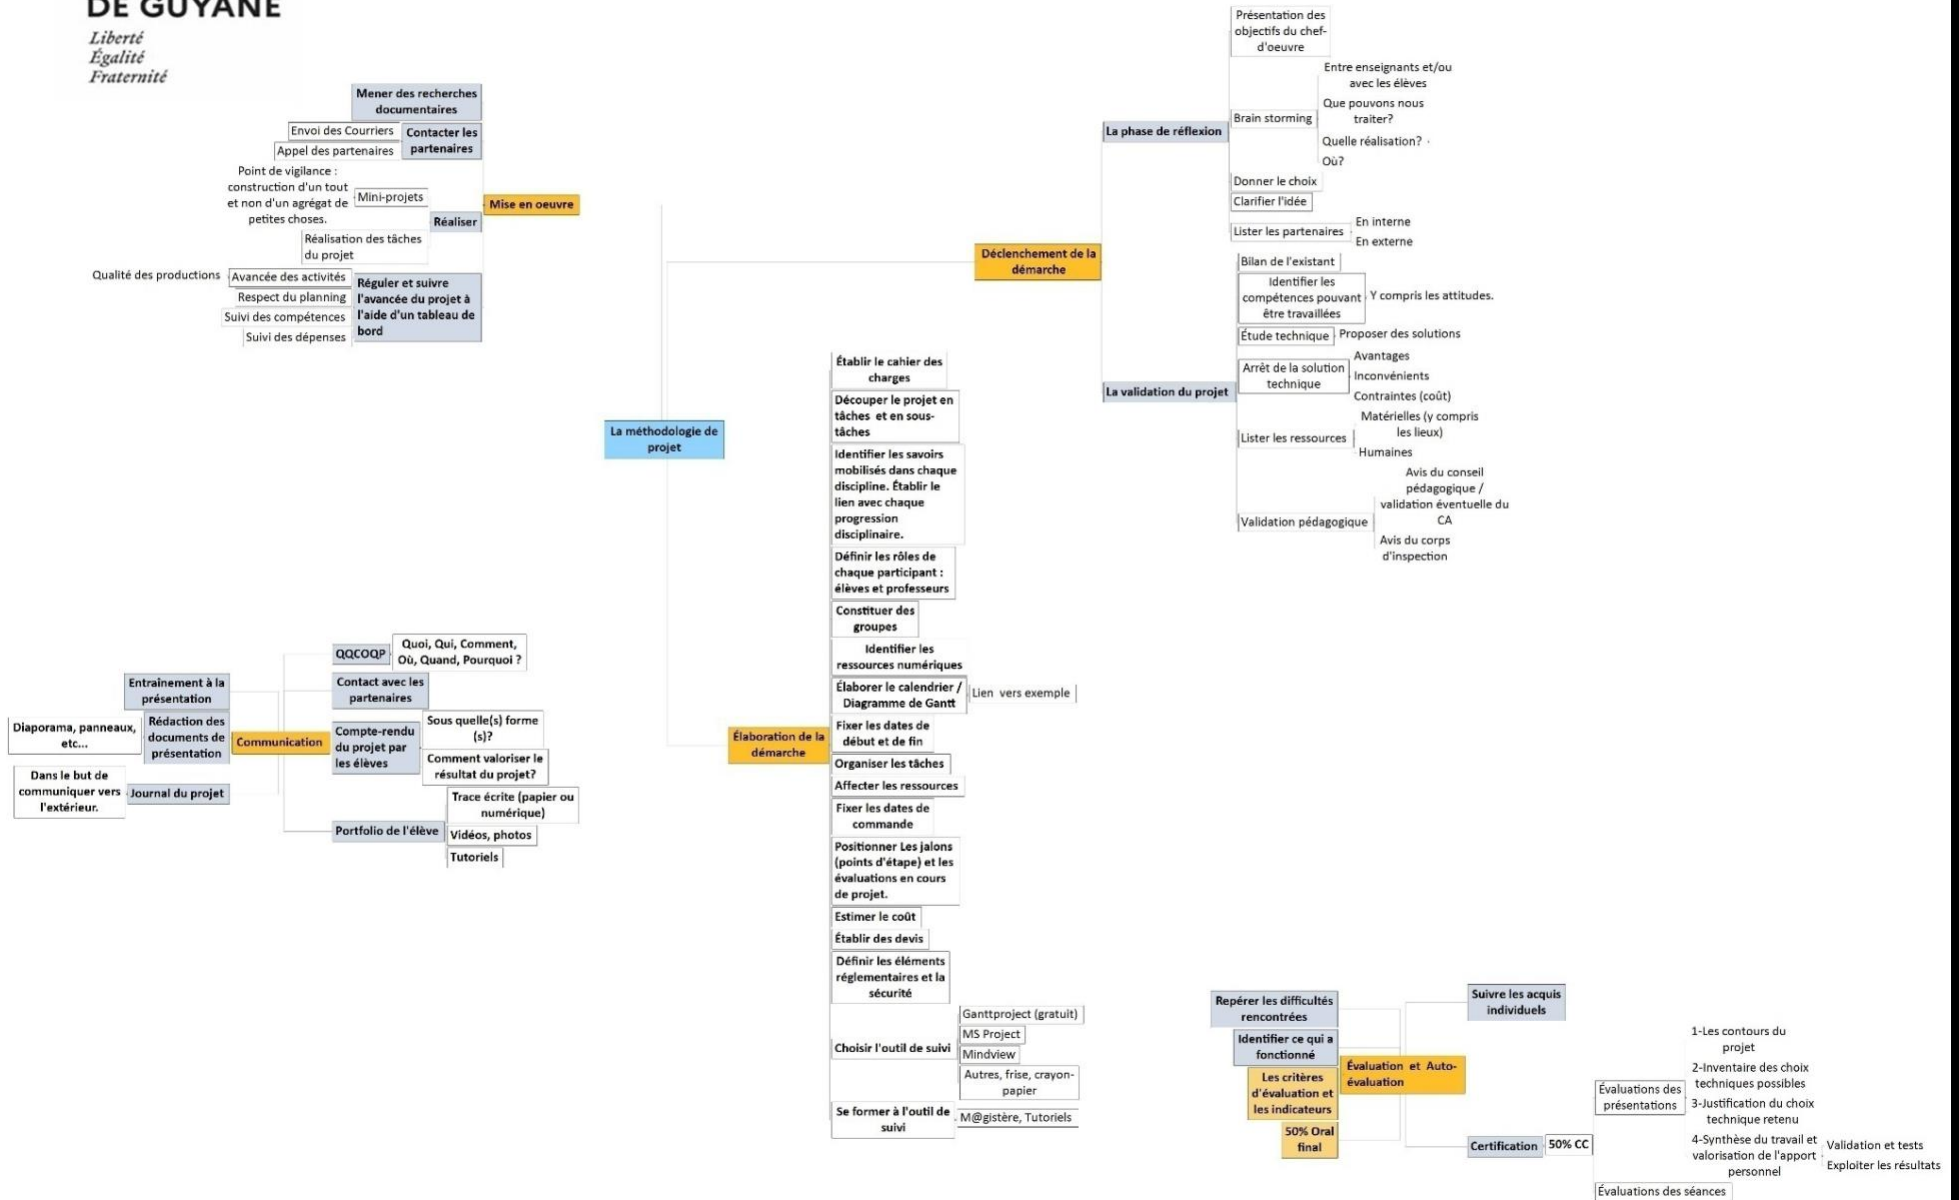 DE GUYANE
Liberté
Égalité
Fraternité
Mener des recherches
documentaires
Envoi des Courriers
Appel des partenaires
Contacter les
partenaires
Point de vigilance :
construction d'un tout
et non d'un agrégat de
petites choses.
Mini-projets
Réalisation des tâches
du projet
Réaliser
Mise en oeuvre
Qualité des productions
Avancée des activités
Respect du planning
Suivi des compétences
Suivi des dépenses
Réguler et suivre
l'avancée du projet à
l'aide d'un tableau de
bord
La méthodologie de
projet
Déclenchement de la
démarche
La phase de réflexion
Présentation des
objectifs du chef-
d'oeuvre
Brain storming
Entre enseignants et/ou
avec les élèves
Que pouvons nous
traiter?
Quelle réalisation?
Où?
Donner le choix
Clarifier l'idée
Lister les partenaires
En interne
En externe
La validation du projet
Bilan de l'existant
Identifier les
compétences pouvant
être travaillées
Y compris les attitudes.
Étude technique
Proposer des solutions
Arrêt de la solution
technique
Avantages
Inconvénients
Contraintes (coût)
Lister les ressources
Matérielles (y compris
les lieux)
Humaines
Validation pédagogique
Avis du conseil
pédagogique /
validation éventuelle du
CA
Avis du corps
d'inspection
Élaboration de la
démarche
Établir le cahier des
charges
Découper le projet en
tâches et en sous-
tâches
Identifier les savoirs
mobilisés dans chaque
discipline. Établir le
lien avec chaque
progression
disciplinaire.
Définir les rôles de
chaque participant :
élèves et professeurs
Constituer des
groupes
Identifier les
ressources numériques
Élaborer le calendrier /
Diagramme de Gantt
Lien vers exemple
Fixer les dates de
début et de fin
Organiser les tâches
Affecter les ressources
Fixer les dates de
commande
Positionner Les jalons
(points d'étape) et les
évaluations en cours
de projet.
Estimer le coût
Établir des devis
Définir les éléments
réglementaires et la
sécurité
Choisir l'outil de suivi
Ganttproject (gratuit)
MS Project
Mindview
Autres, frise, crayon-
papier
Se former à l'outil de
suivi
M@gistère, Tutoriels
Communication
Entraînement à la
présentation
Diaporama, panneaux,
etc...
Rédaction des
documents de
présentation
Dans le but de
communiquer vers
l'extérieur.
Journal du projet
QQCOQP
Quoi, Qui, Comment,
Où, Quand, Pourquoi ?
Contact avec les
partenaires
Compte-rendu
du projet par
les élèves
Sous quelle(s) forme
(s)?
Comment valoriser le
résultat du projet?
Portfolio de l'élève
Trace écrite (papier ou
numérique)
Vidéos, photos
Tutoriels
Évaluation et Auto-
évaluation
Repérer les difficultés
rencontrées
Identifier ce qui a
fonctionné
Les critères
d'évaluation et
les indicateurs
50% Oral
final
Suivre les acquis
individuels
Certification
50% CC
Évaluations des
présentations
1-Les contours du
projet
2-Inventaire des choix
techniques possibles
3-Justification du choix
technique retenu
4-Synthèse du travail et
valorisation de l'apport
personnel
Validation et tests
Exploiter les résultats
Évaluations des séances